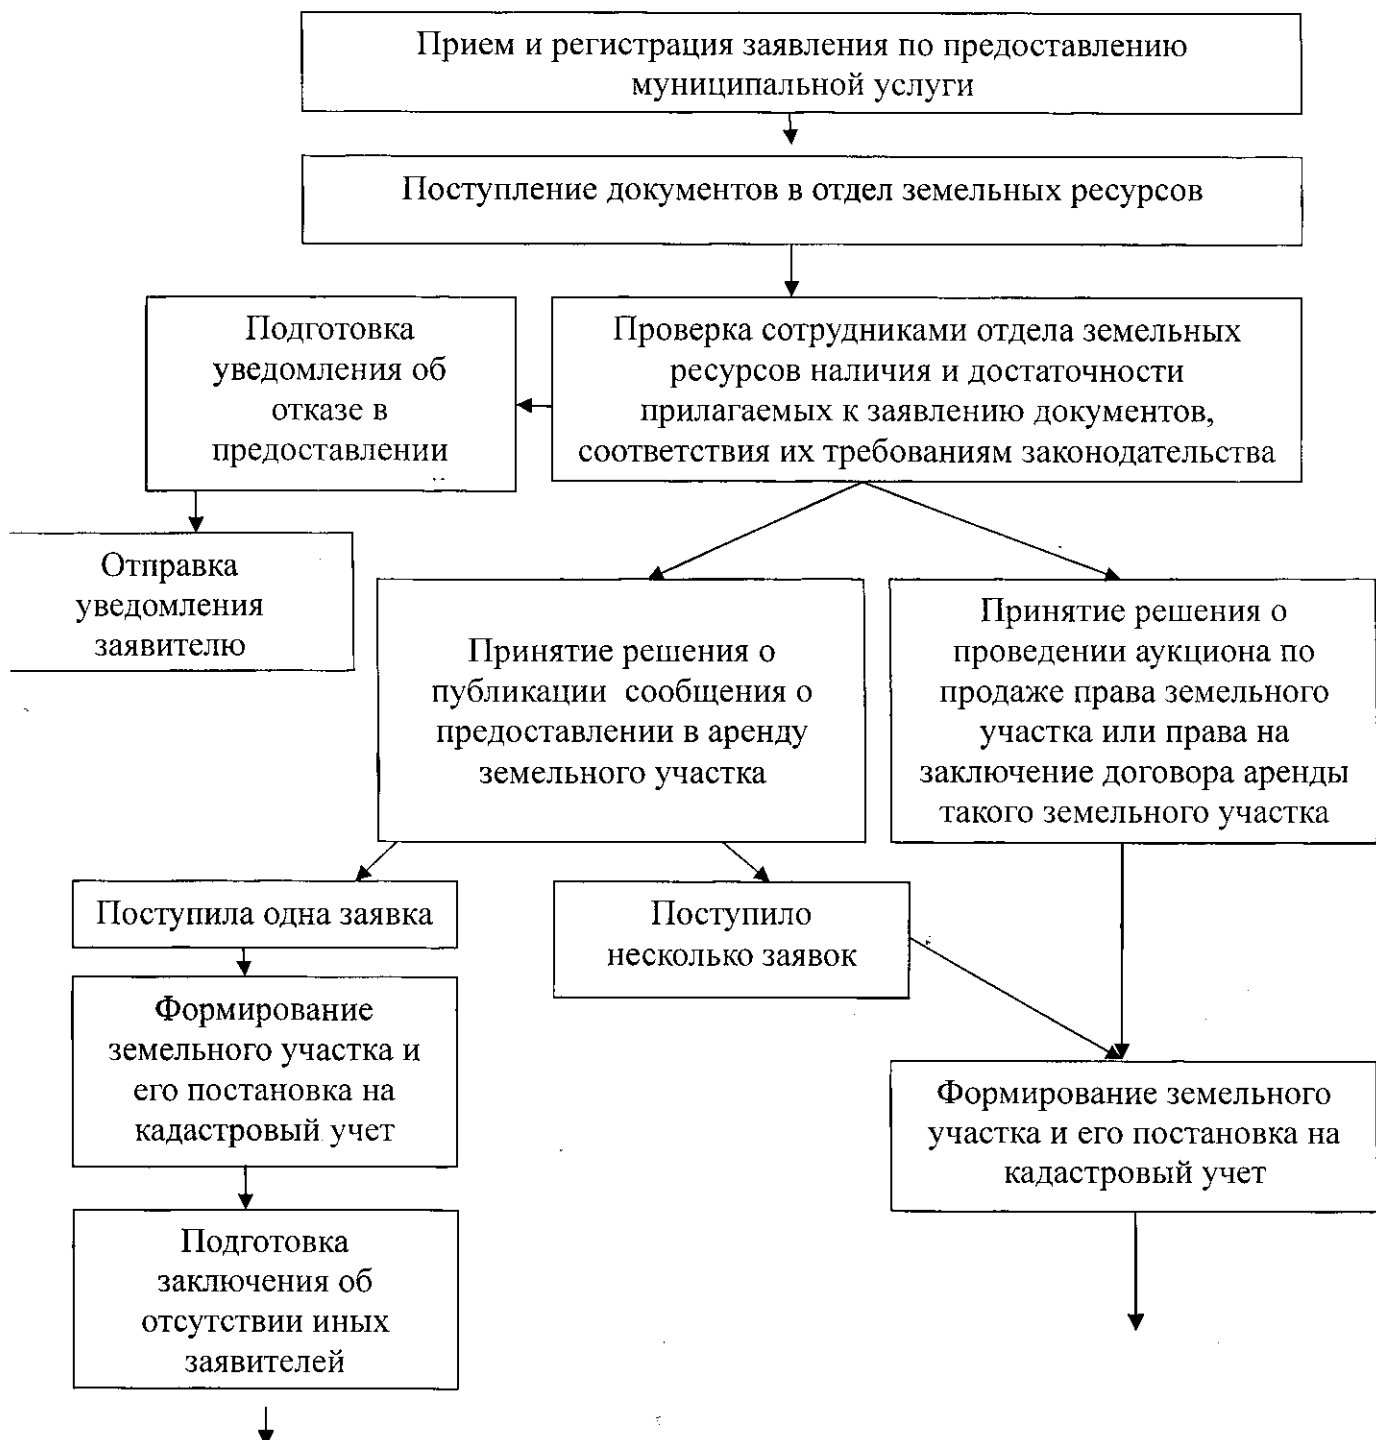 Прием и регистрация заявления по предоставлению
муниципальной услуги
Поступление документов в отдел земельных ресурсов
Подготовка
уведомления об
отказе в
предоставлении
Проверка сотрудниками отдела земельных
ресурсов наличия и достаточности
прилагаемых к заявлению документов,
соответствия их требованиям законодательства
Отправка
уведомления
заявителю
Принятие решения о
публикации сообщения о
предоставлении в аренду
земельного участка
Принятие решения о
проведении аукциона по
продаже права земельного
участка или права на
заключение договора аренды
такого земельного участка
Поступила одна заявка
Поступило
несколько заявок
Формирование
земельного участка и
его постановка на
кадастровый учет
Формирование земельного
участка и его постановка на
кадастровый учет
Подготовка
заключения об
отсутствии иных
заявителей